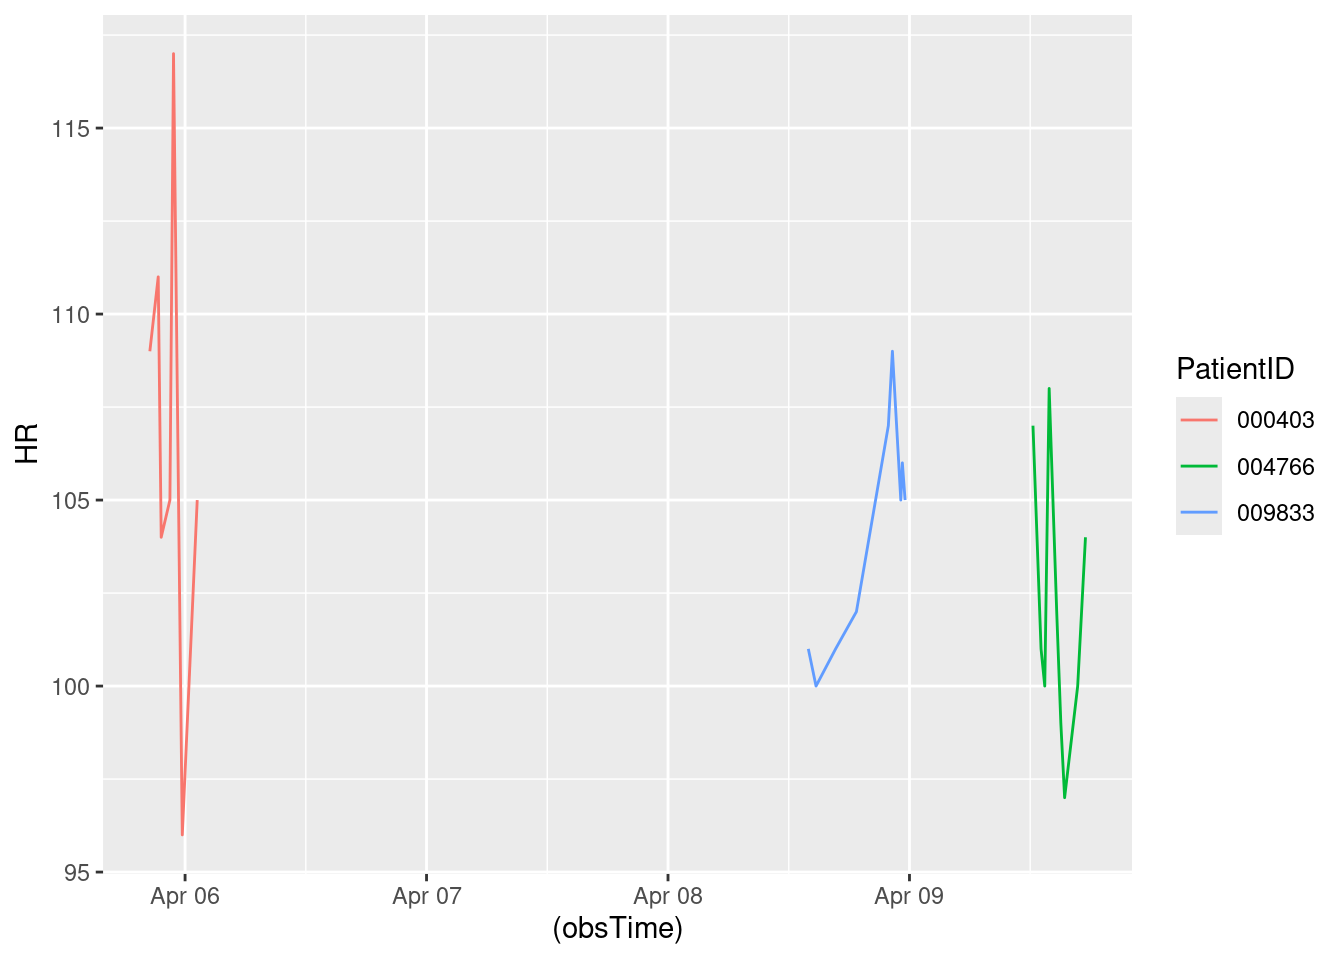 115
110
105
100
95
HR
Apr 06
Apr 07
Apr 08
Apr 09
(obsTime)
PatientID
000403
004766
009833